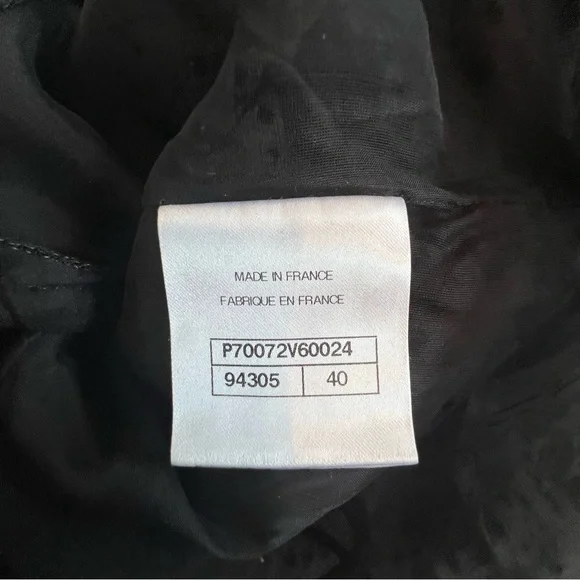 MADE IN FRANCE
FABRIQUE EN FRANCE
P70072V60024
94305 40